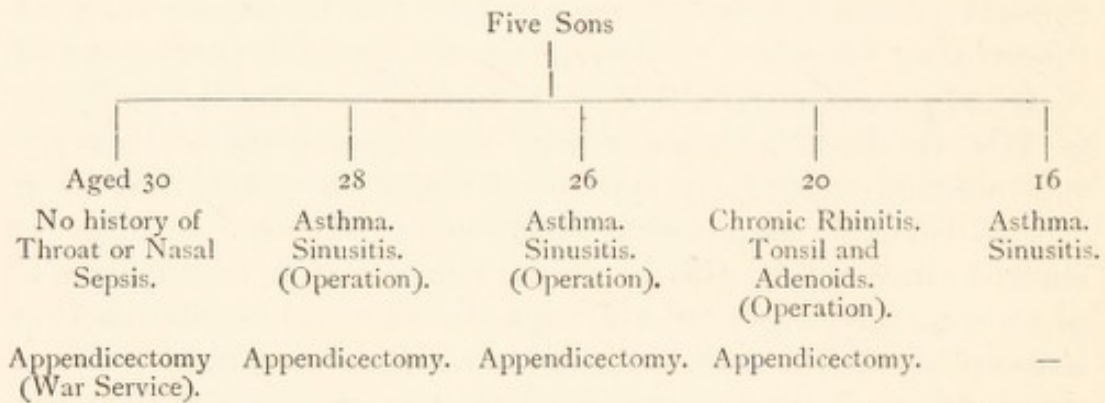 Five Sons
Aged 30 28 26 20 16
No history of Asthma. Asthma. Chronic Rhinitis. Asthma.
Throat or Nasal Sinusitis. Sinusitis. Tonsil and Sinusitis.
Sepsis. (Operation). (Operation). Adenoids.
(Operation).
Appendicectomy Appendicectomy. Appendicectomy. Appendicectomy. —
(War Service).